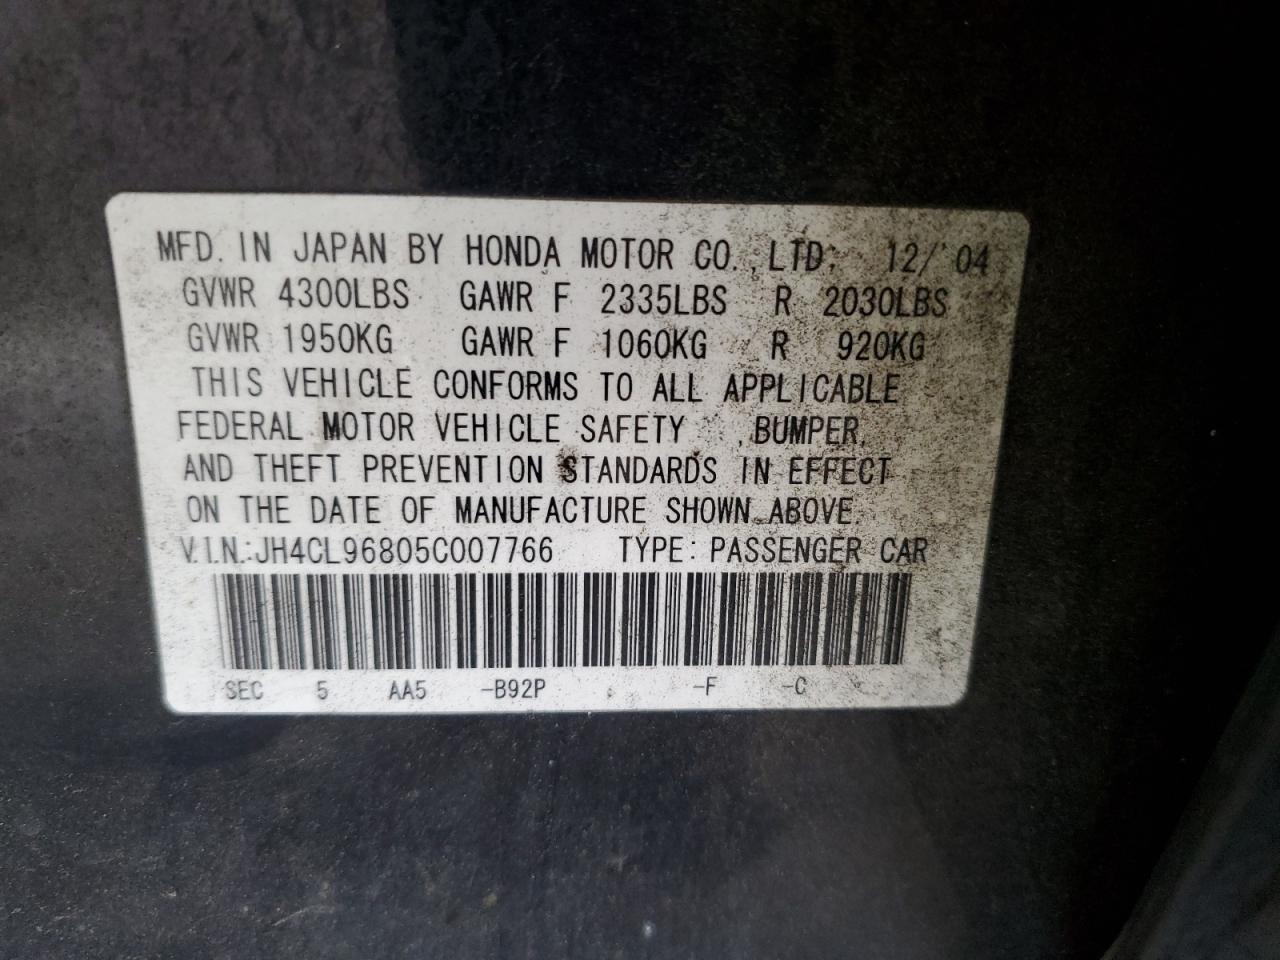 MFD. IN JAPAN BY HONDA MOTOR CO., LTD. 12/'04
GVWR 4300LBS GAWR F 2335LBS R 2030LBS
GVWR 1950KG GAWR F 1060KG R 920KG
THIS VEHICLE CONFORMS TO ALL APPLICABLE
FEDERAL MOTOR VEHICLE SAFETY , BUMPER,
AND THEFT PREVENTION STANDARDS IN EFFECT
ON THE DATE OF MANUFACTURE SHOWN ABOVE.
V.I.N.:JH4CL96805C007766 TYPE: PASSENGER CAR
SEC 5 AA5 -B92P -F -C